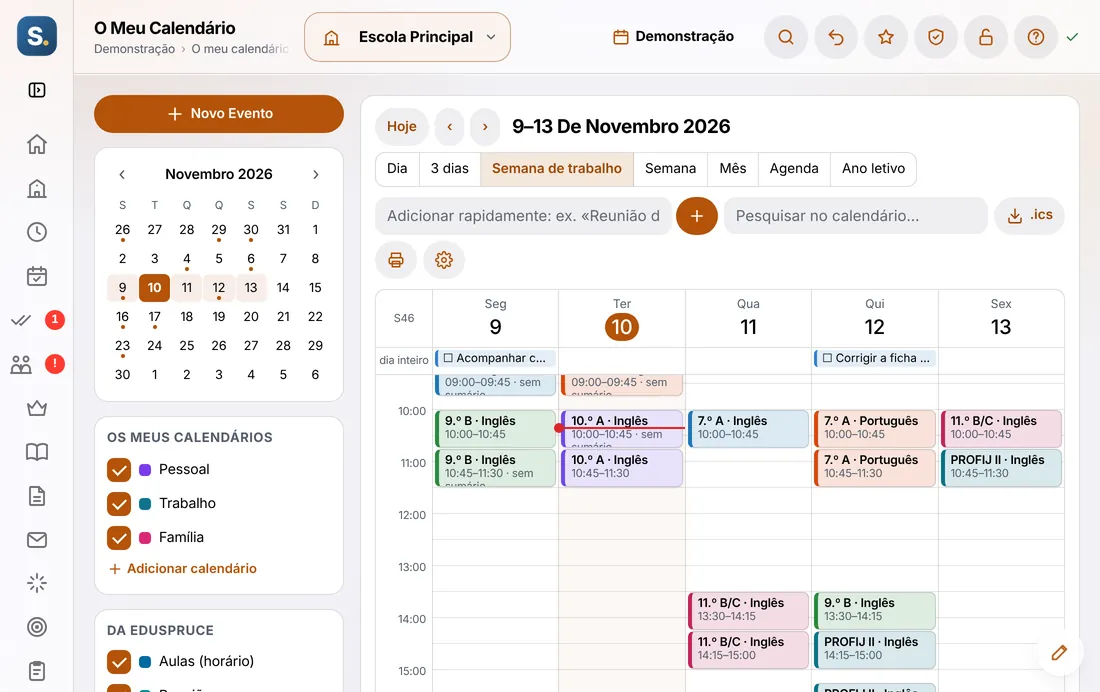 S.
O Meu Calendário
Demonstração › O meu calendário
Escola Principal
Demonstração
Novo Evento
Novembro 2026
S T Q Q S S D
26 27 28 29 30 31 1
2 3 4 5 6 7 8
9 10 11 12 13 14 15
16 17 18 19 20 21 22
23 24 25 26 27 28 29
30 1 2 3 4 5 6
1
!
OS MEUS CALENDÁRIOS
Pessoal
Trabalho
Família
+ Adicionar calendário
DA EDUSPRUCE
Aulas (horário)
Hoje ‹ › 9–13 De Novembro 2026
Dia 3 dias Semana de trabalho Semana Mês Agenda Ano letivo
Adicionar rapidamente: ex. «Reunião d
Pesquisar no calendário...
.ics
S46
Seg 9
Ter 10
Qua 11
Qui 12
Sex 13
dia inteiro
Acompanhar c...
Corrigir a ficha ...
09:00–09:45 · sem
sumário
09:00–09:45 · sem
sumário
10:00
9.º B · Inglês
10:00–10:45
10.º A · Inglês
10:00–10:45 · sem
sumário
7.º A · Inglês
10:00–10:45
7.º A · Português
10:00–10:45
11.º B/C · Inglês
10:00–10:45
11:00
9.º B · Inglês
10:45–11:30 · sem
sumário
10.º A · Inglês
10:45–11:30
7.º A · Português
10:45–11:30
PROFIJ II · Inglês
10:45–11:30
12:00
13:00
11.º B/C · Inglês
13:30–14:15
9.º B · Inglês
13:30–14:15
14:00
11.º B/C · Inglês
14:15–15:00
PROFIJ II · Inglês
14:15–15:00
15:00
PROFIJ II · Inglês